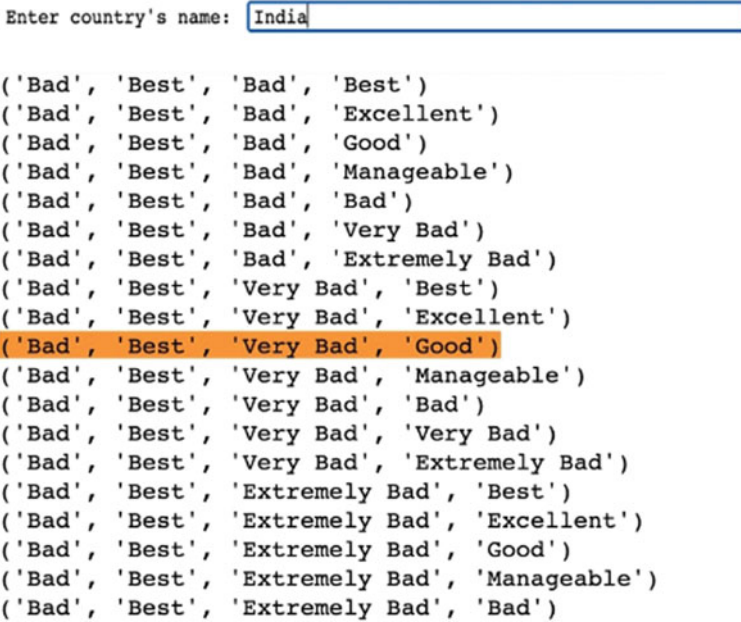 Enter country's name: India
('Bad', 'Best', 'Bad', 'Best')
('Bad', 'Best', 'Bad', 'Excellent')
('Bad', 'Best', 'Bad', 'Good')
('Bad', 'Best', 'Bad', 'Manageable')
('Bad', 'Best', 'Bad', 'Bad')
('Bad', 'Best', 'Bad', 'Very Bad')
('Bad', 'Best', 'Bad', 'Extremely Bad')
('Bad', 'Best', 'Very Bad', 'Best')
('Bad', 'Best', 'Very Bad', 'Excellent')
('Bad', 'Best', 'Very Bad', 'Good')
('Bad', 'Best', 'Very Bad', 'Manageable')
('Bad', 'Best', 'Very Bad', 'Bad')
('Bad', 'Best', 'Very Bad', 'Very Bad')
('Bad', 'Best', 'Very Bad', 'Extremely Bad')
('Bad', 'Best', 'Extremely Bad', 'Best')
('Bad', 'Best', 'Extremely Bad', 'Excellent')
('Bad', 'Best', 'Extremely Bad', 'Good')
('Bad', 'Best', 'Extremely Bad', 'Manageable')
('Bad', 'Best', 'Extremely Bad', 'Bad')